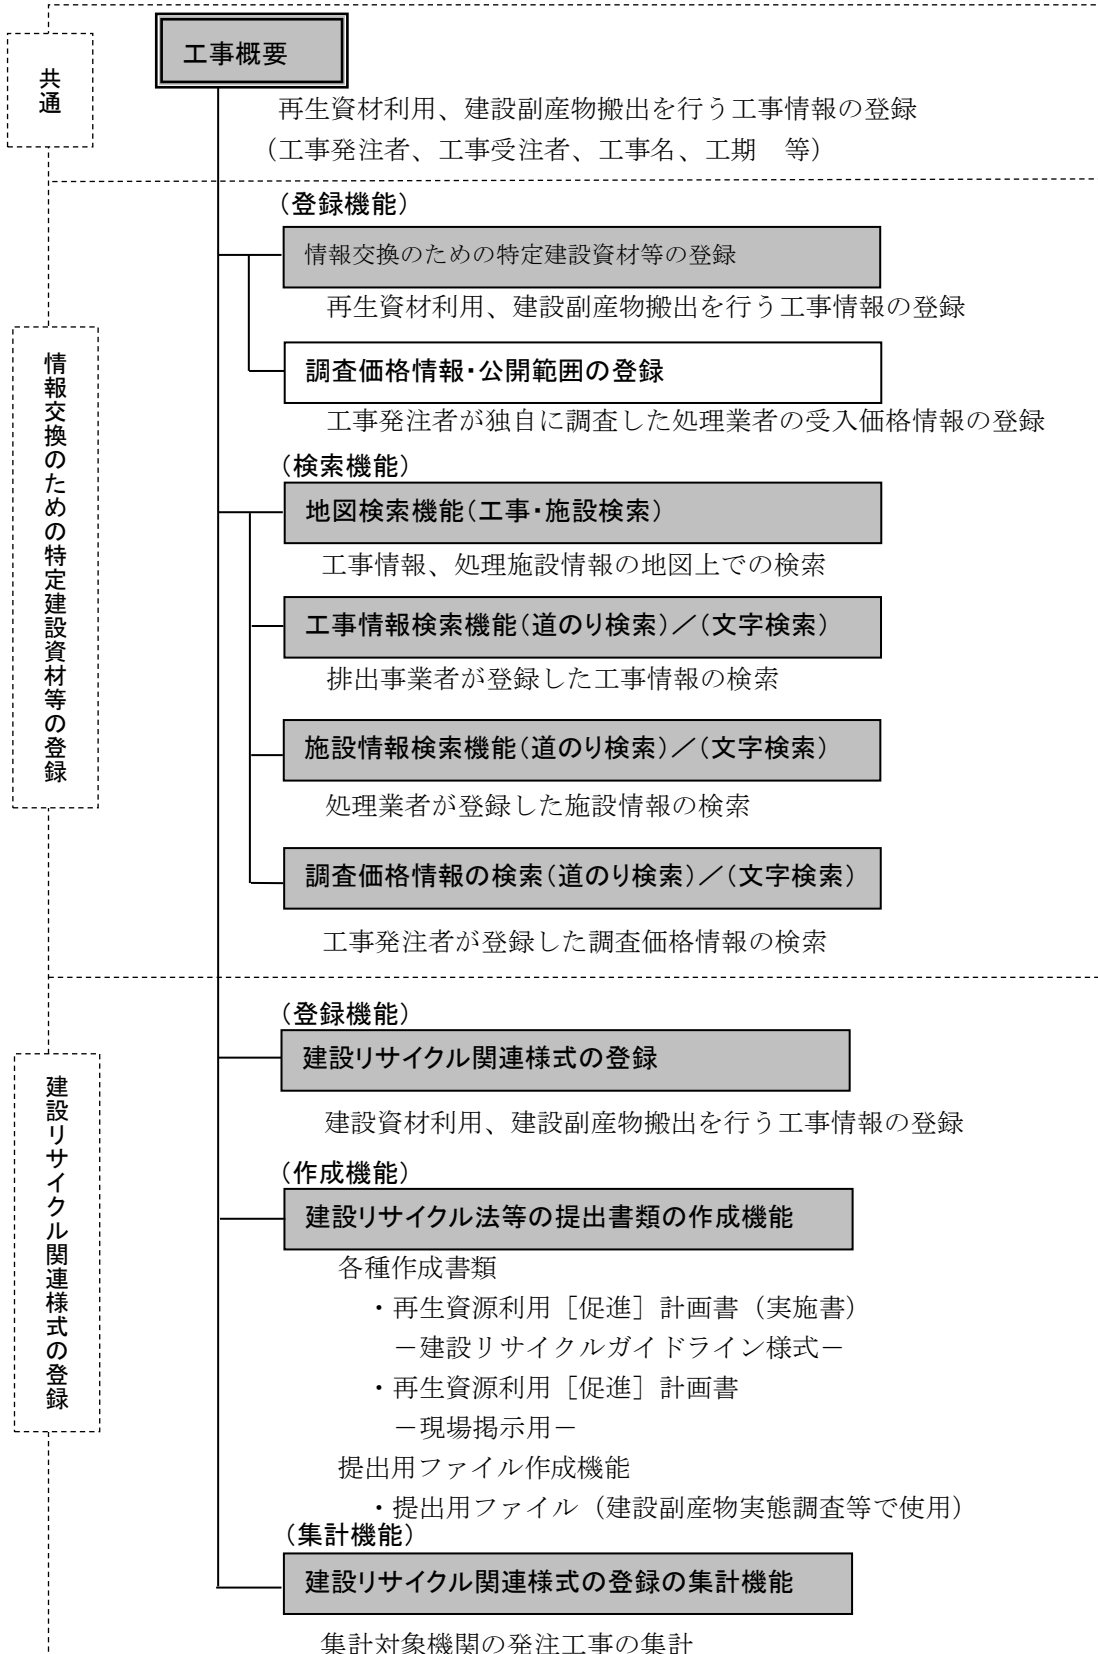 工事概要
共通
再生資材利用、建設副産物搬出を行う工事情報の登録
（工事発注者、工事受注者、工事名、工期　等）
情報交換のための特定建設資材等の登録
（登録機能）
情報交換のための特定建設資材等の登録
再生資材利用、建設副産物搬出を行う工事情報の登録
調査価格情報・公開範囲の登録
工事発注者が独自に調査した処理業者の受入価格情報の登録
（検索機能）
地図検索機能（工事・施設検索）
工事情報、処理施設情報の地図上での検索
工事情報検索機能（道のり検索）／（文字検索）
排出事業者が登録した工事情報の検索
施設情報検索機能（道のり検索）／（文字検索）
処理業者が登録した施設情報の検索
調査価格情報の検索（道のり検索）／（文字検索）
工事発注者が登録した調査価格情報の検索
建設リサイクル関連様式の登録
（登録機能）
建設リサイクル関連様式の登録
建設資材利用、建設副産物搬出を行う工事情報の登録
（作成機能）
建設リサイクル法等の提出書類の作成機能
各種作成書類
・再生資源利用［促進］計画書（実施書）
－建設リサイクルガイドライン様式－
・再生資源利用［促進］計画書
－現場掲示用－
提出用ファイル作成機能
・提出用ファイル（建設副産物実態調査等で使用）
（集計機能）
建設リサイクル関連様式の登録の集計機能
集計対象機関の発注工事の集計